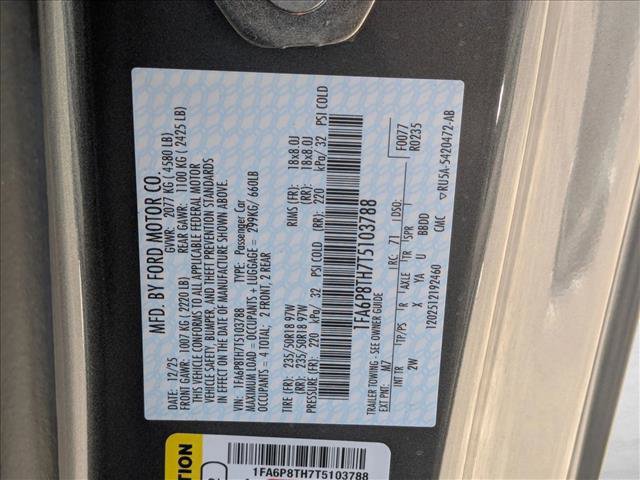 MFD. BY FORD MOTOR CO.
DATE: 12/25 GVWR: 2077 KG ( 4580 LB)
FRONT GAWR: 1007 KG ( 2220 LB) REAR GAWR: 1100 KG ( 2425 LB)
THIS VEHICLE CONFORMS TO ALL APPLICABLE FEDERAL MOTOR
VEHICLE SAFETY, BUMPER, AND THEFT PREVENTION STANDARDS
IN EFFECT ON THE DATE OF MANUFACTURE SHOWN ABOVE.
VIN: 1FA6P8TH7T5103788 TYPE: Passenger Car
MAXIMUM LOAD = OCCUPANTS + LUGGAGE = 299KG/ 660LB
OCCUPANTS = 4 TOTAL: 2 FRONT, 2 REAR
TIRE (FR): 235/50R18 97W RIMS (FR): 18x8.0J
(RR): 235/50R18 97W (RR): 18x8.0J
PRESSURE (FR): 220 kPa/ 32 PSI COLD (RR): 220 kPa/ 32 PSI COLD
1FA6P8TH7T5103788
TRAILER TOWING - SEE OWNER GUIDE F0077
EXT PNT: M7 RC: 71 DSO: R0235
INT TR TP/PS R AXLE TR SPR
2W X YA U BBDD
1202512192460 CMC ▽RU5A-5420472-AB
1FA6P8TH7T5103788